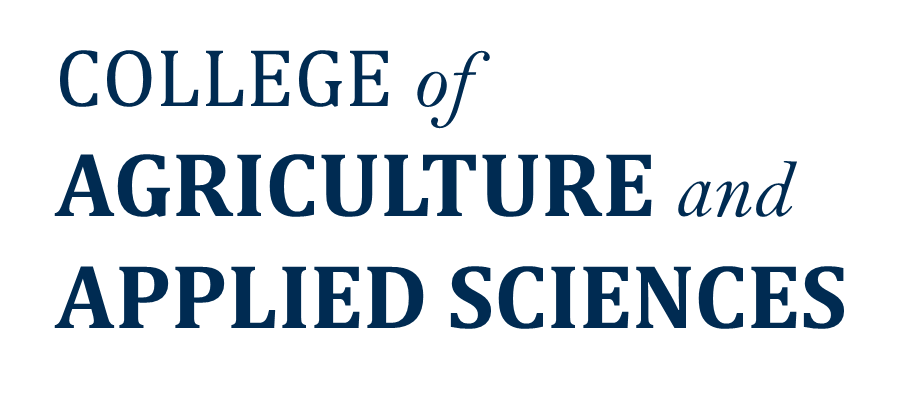 COLLEGE of
AGRICULTURE and
APPLIED SCIENCES